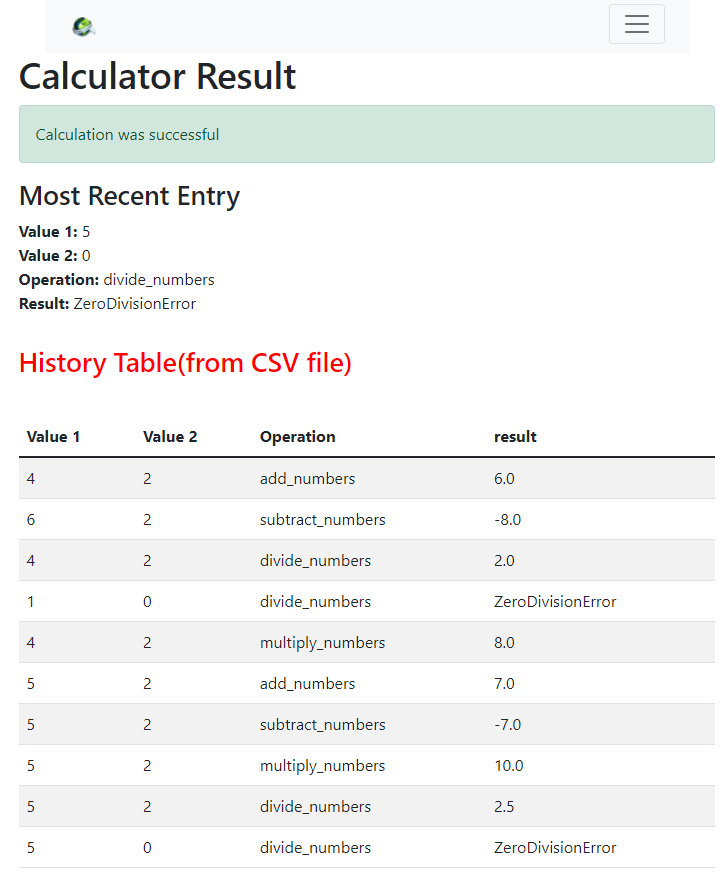 Calculator Result
Calculation was successful
Most Recent Entry
Value 1: 5
Value 2: 0
Operation: divide_numbers
Result: ZeroDivisionError
History Table(from CSV file)
Value 1 Value 2 Operation result
4 2 add_numbers 6.0
6 2 subtract_numbers -8.0
4 2 divide_numbers 2.0
1 0 divide_numbers ZeroDivisionError
4 2 multiply_numbers 8.0
5 2 add_numbers 7.0
5 2 subtract_numbers -7.0
5 2 multiply_numbers 10.0
5 2 divide_numbers 2.5
5 0 divide_numbers ZeroDivisionError